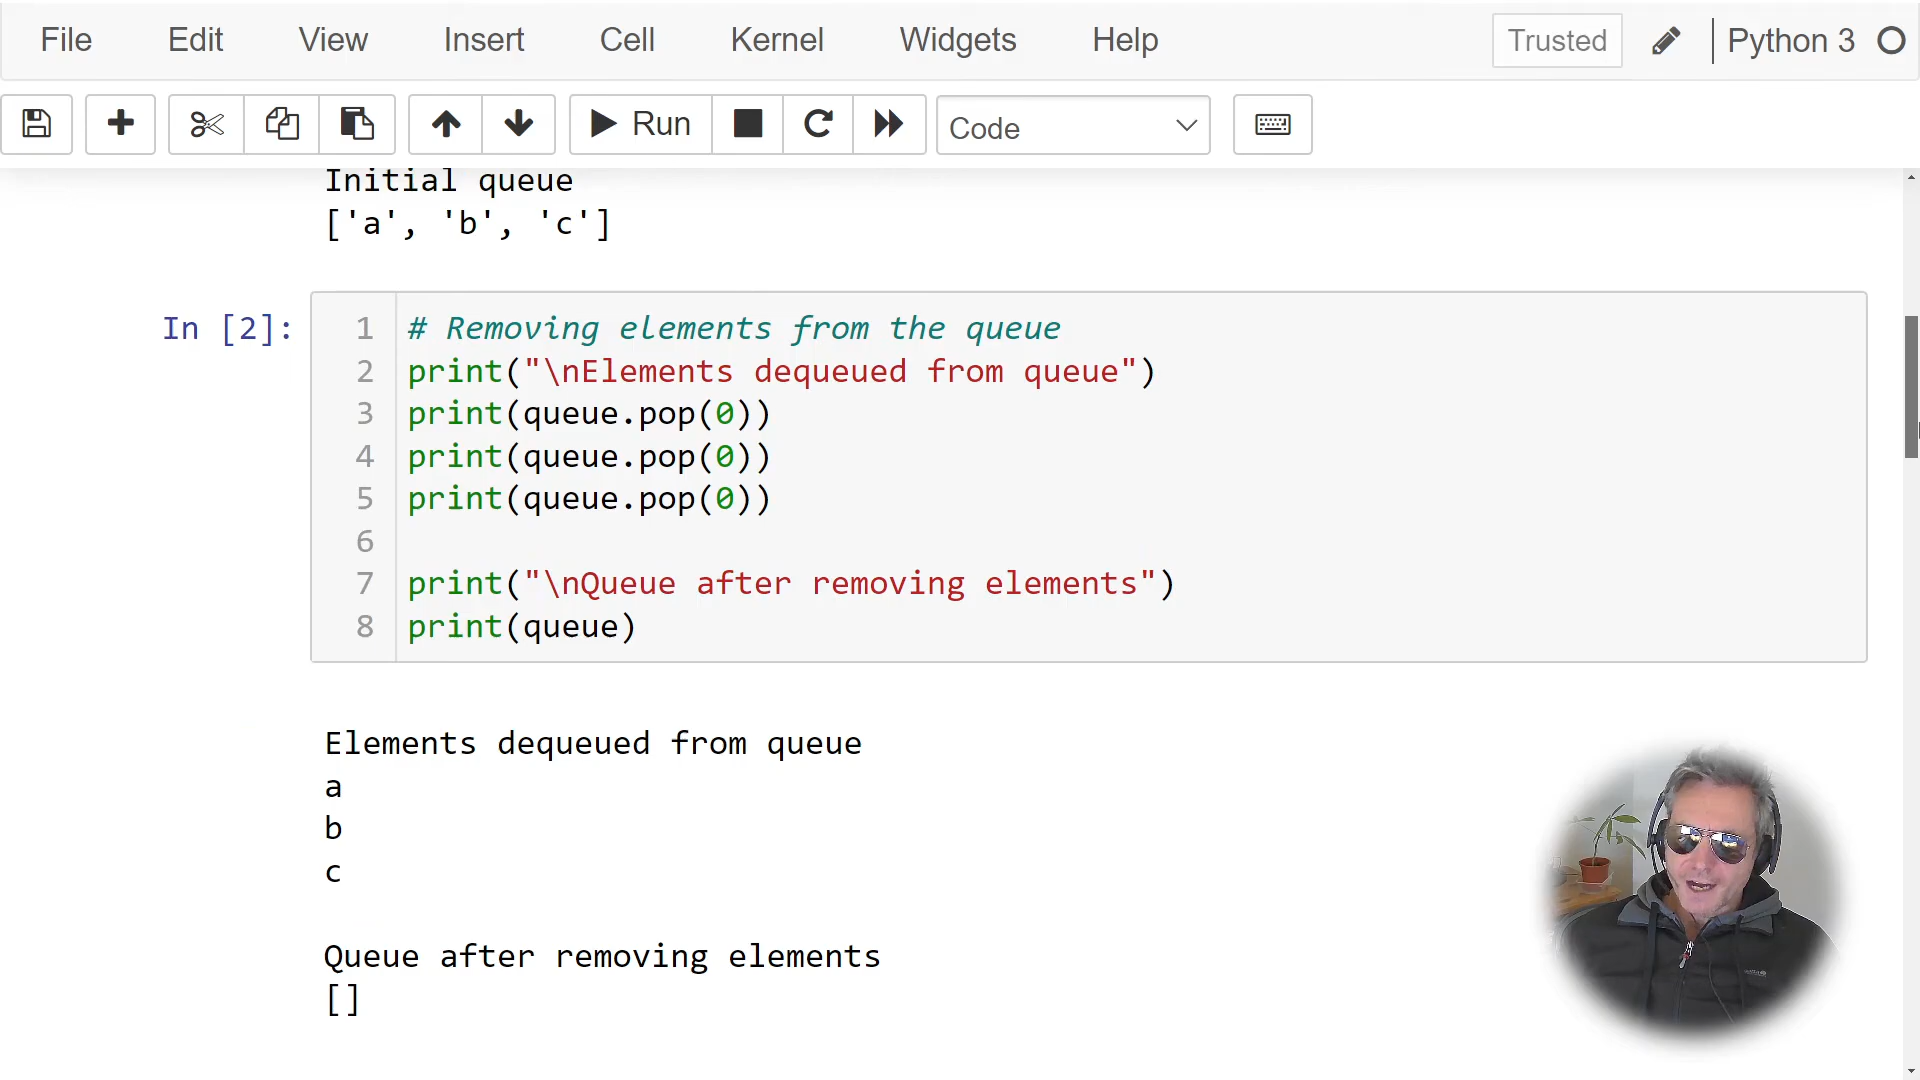 File Edit View Insert Cell Kernel Widgets Help Trusted Python 3
Run Code
Initial queue
['a', 'b', 'c']
In [2]:
1 # Removing elements from the queue
2 print("\nElements dequeued from queue")
3 print(queue.pop(0))
4 print(queue.pop(0))
5 print(queue.pop(0))
6
7 print("\nQueue after removing elements")
8 print(queue)
Elements dequeued from queue
a
b
c
Queue after removing elements
[]